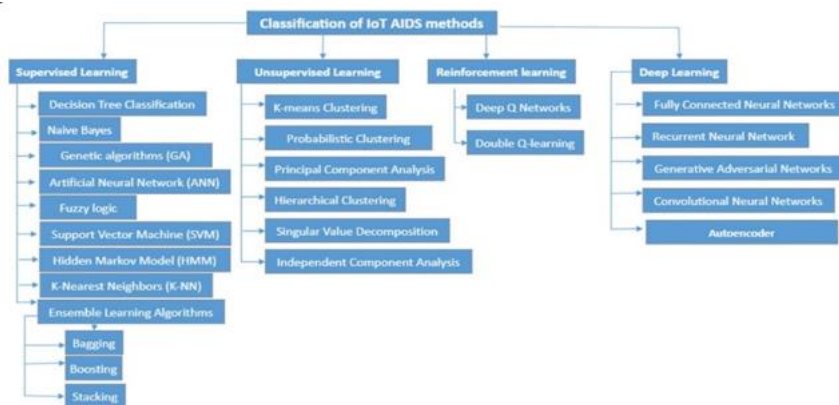 Classification of IoT AIDS methods
Supervised Learning
Decision Tree Classification
Naive Bayes
Genetic algorithms (GA)
Artificial Neural Network (ANN)
Fuzzy logic
Support Vector Machine (SVM)
Hidden Markov Model (HMM)
K-Nearest Neighbors (K-NN)
Ensemble Learning Algorithms
Bagging
Boosting
Stacking
Unsupervised Learning
K-means Clustering
Probabilistic Clustering
Principal Component Analysis
Hierarchical Clustering
Singular Value Decomposition
Independent Component Analysis
Reinforcement learning
Deep Q Networks
Double Q-learning
Deep Learning
Fully Connected Neural Networks
Recurrent Neural Network
Generative Adversarial Networks
Convolutional Neural Networks
Autoencoder